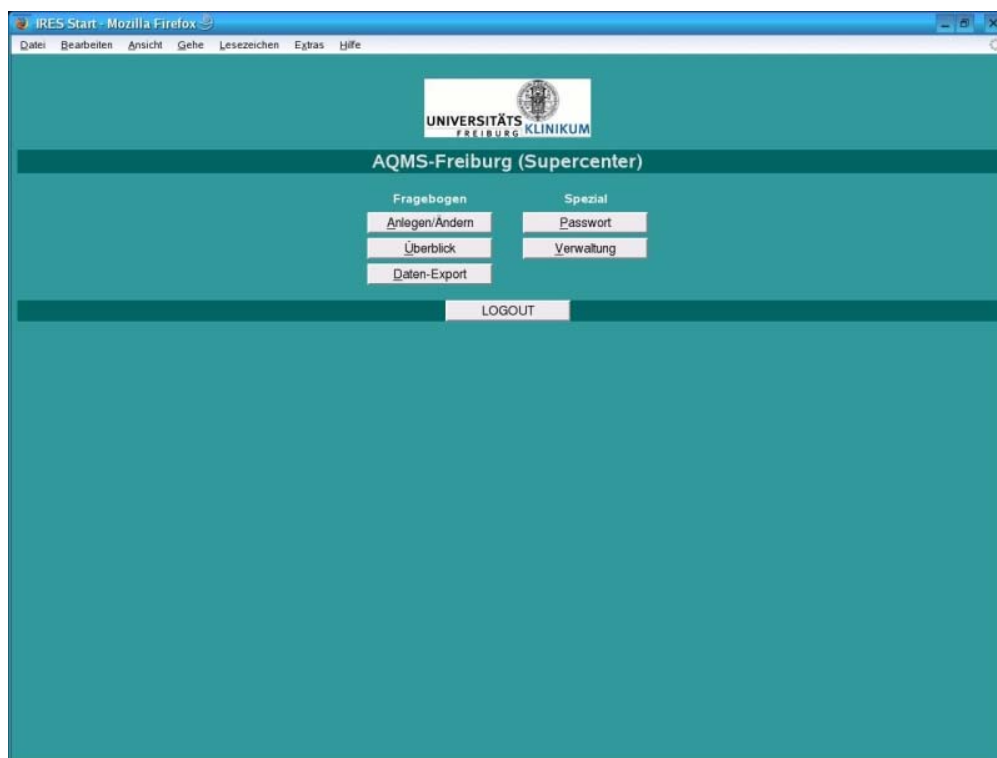 IRES Start - Mozilla Firefox
Datei Bearbeiten Ansicht Gehe Lesezeichen Extras Hilfe
UNIVERSITÄTS
FREIBURG KLINIKUM
AQMS-Freiburg (Supercenter)
Fragebogen Spezial
Anlegen/Ändern Passwort
Überblick Verwaltung
Daten-Export
LOGOUT